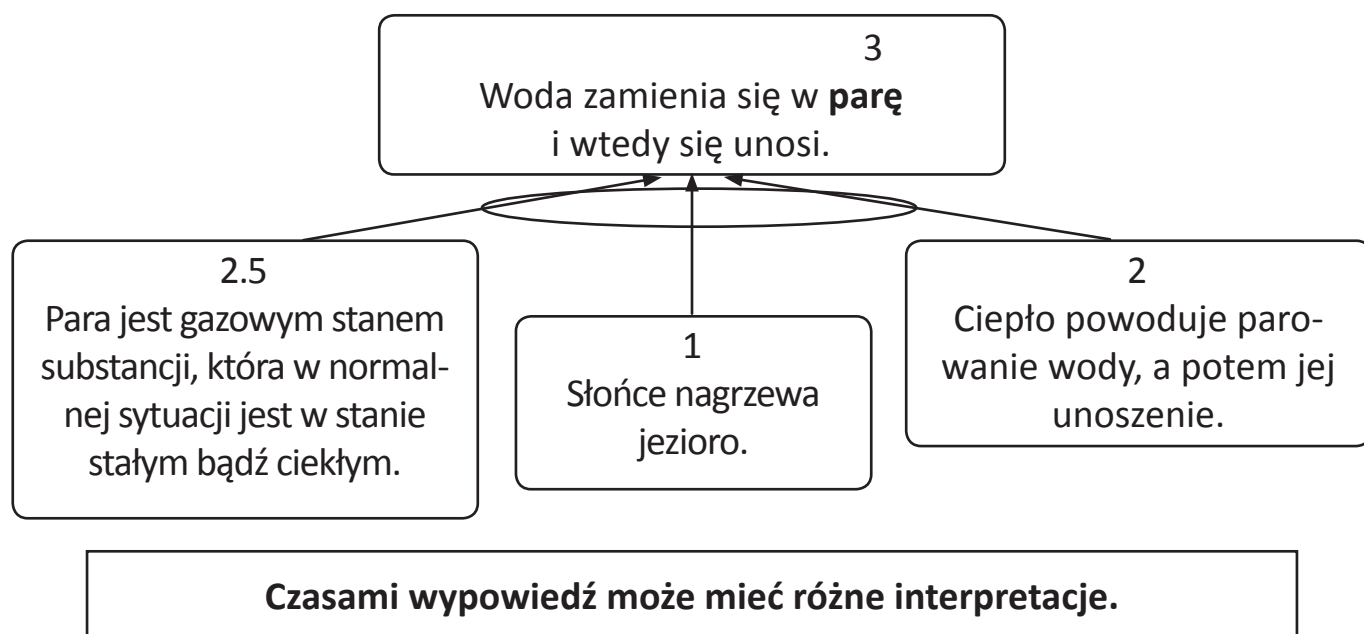 3
Woda zamienia się w parę
i wtedy się unosi.
2.5
Para jest gazowym stanem
substancji, która w normal-
nej sytuacji jest w stanie
stałym bądź ciekłym.
1
Słońce nagrzewa
jezioro.
2
Ciepło powoduje paro-
wanie wody, a potem jej
unoszenie.
Czasami wypowiedź może mieć różne interpretacje.